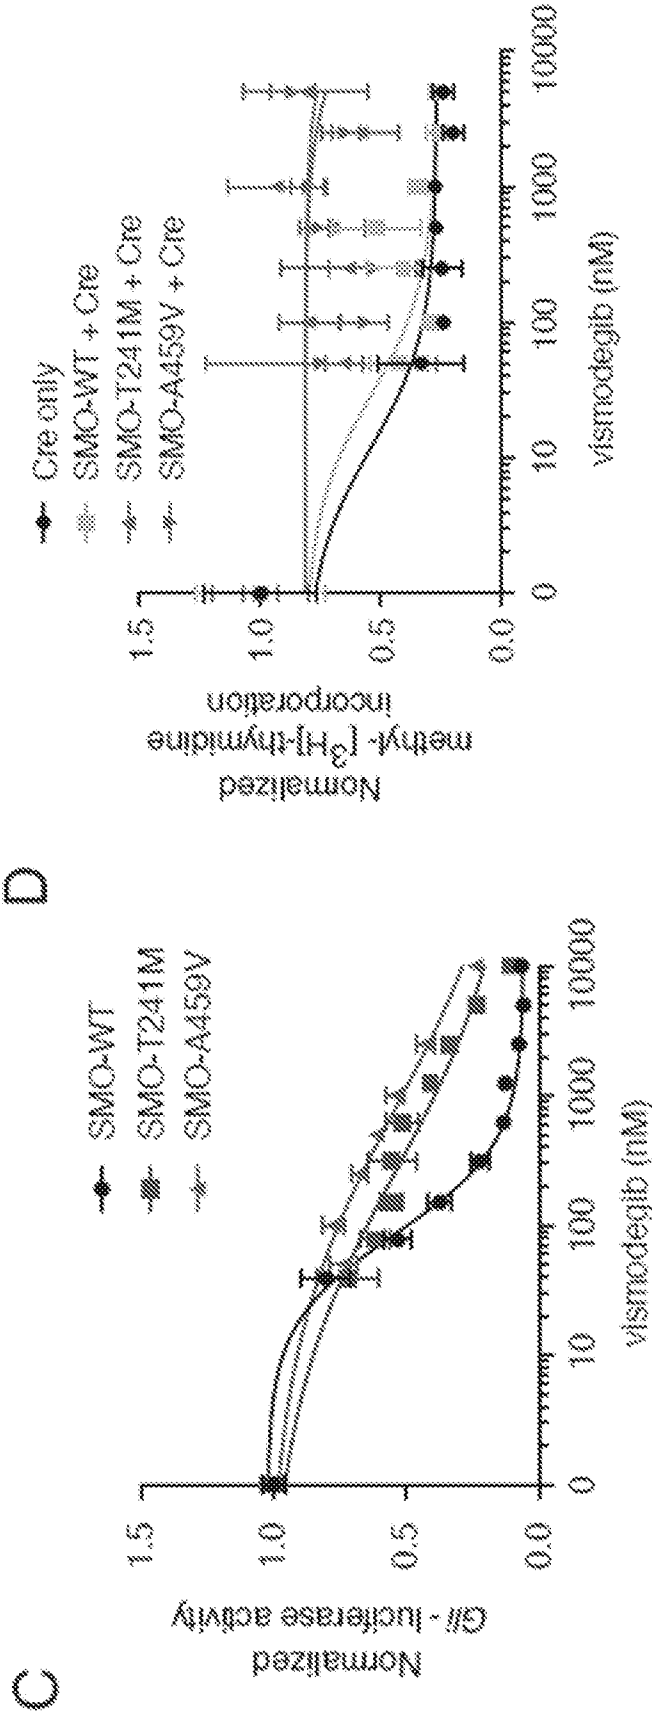 C
Normalized
Gli - luciferase activity
1.5
1.0
0.5
0.0
0
10
100
1000
10000
vismodegib (nM)
SMO-WT
SMO-T241M
SMO-A459V
D
Normalized
methyl- [3H]-thymidine
incorporation
1.5
1.0
0.5
0.0
0
10
100
1000
10000
vismodegib (nM)
Cre only
SMO-WT + Cre
SMO-T241M + Cre
SMO-A459V + Cre